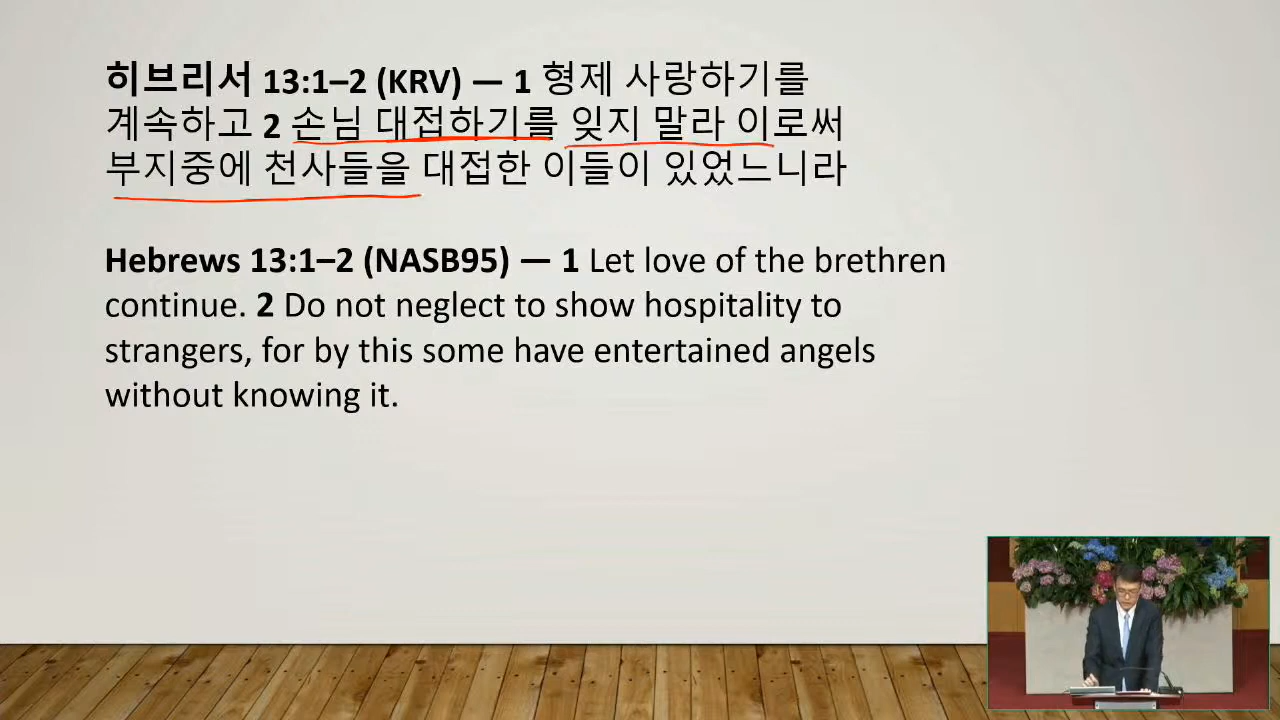 히브리서 13:1–2 (KRV) — 1 형제 사랑하기를
계속하고 2 손님 대접하기를 잊지 말라 이로써
부지중에 천사들을 대접한 이들이 있었느니라
Hebrews 13:1–2 (NASB95) — 1 Let love of the brethren
continue. 2 Do not neglect to show hospitality to
strangers, for by this some have entertained angels
without knowing it.